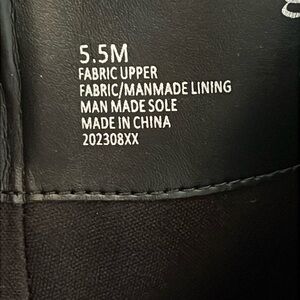 5.5M
FABRIC UPPER
FABRIC/MANMADE LINING
MAN MADE SOLE
MADE IN CHINA
202308XX